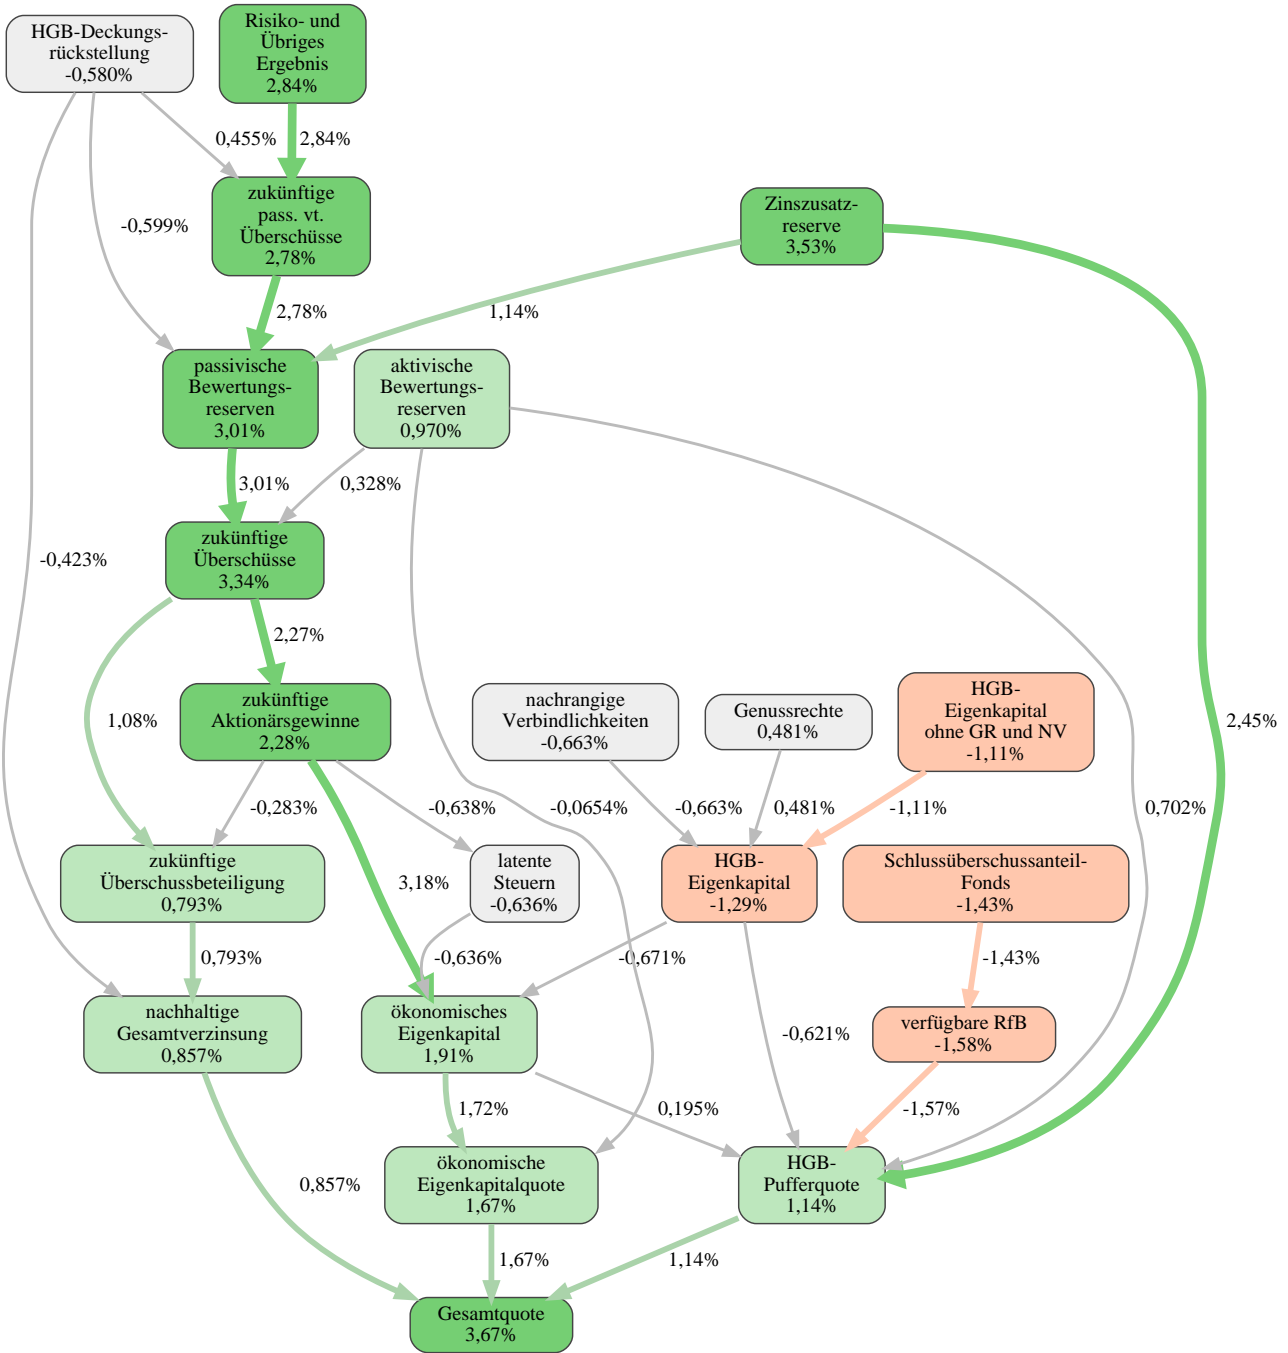 HGB-Deckungs-
rückstellung
-0,580%
Risiko- und
Übriges
Ergebnis
2,84%
0,455%
2,84%
zukünftige
pass. vt.
Überschüsse
2,78%
Zinszusatz-
reserve
3,53%
-0,599%
2,78%
1,14%
passivische
Bewertungs-
reserven
3,01%
aktivische
Bewertungs-
reserven
0,970%
3,01%
0,328%
zukünftige
Überschüsse
3,34%
-0,423%
2,27%
zukünftige
Aktionärsgewinne
2,28%
nachrangige
Verbindlichkeiten
-0,663%
Genussrechte
0,481%
HGB-
Eigenkapital
ohne GR und NV
-1,11%
1,08%
2,45%
-0,283%
-0,638%
-0,0654%
-0,663%
0,481%
-1,11%
0,702%
zukünftige
Überschussbeteiligung
0,793%
3,18%
latente
Steuern
-0,636%
HGB-
Eigenkapital
-1,29%
Schlussüberschussanteil-
Fonds
-1,43%
0,793%
-0,636%
-0,671%
-1,43%
nachhaltige
Gesamtverzinsung
0,857%
ökonomisches
Eigenkapital
1,91%
-0,621%
verfügbare RfB
-1,58%
1,72%
0,195%
-1,57%
0,857%
ökonomische
Eigenkapitalquote
1,67%
HGB-
Pufferquote
1,14%
1,67%
1,14%
Gesamtquote
3,67%